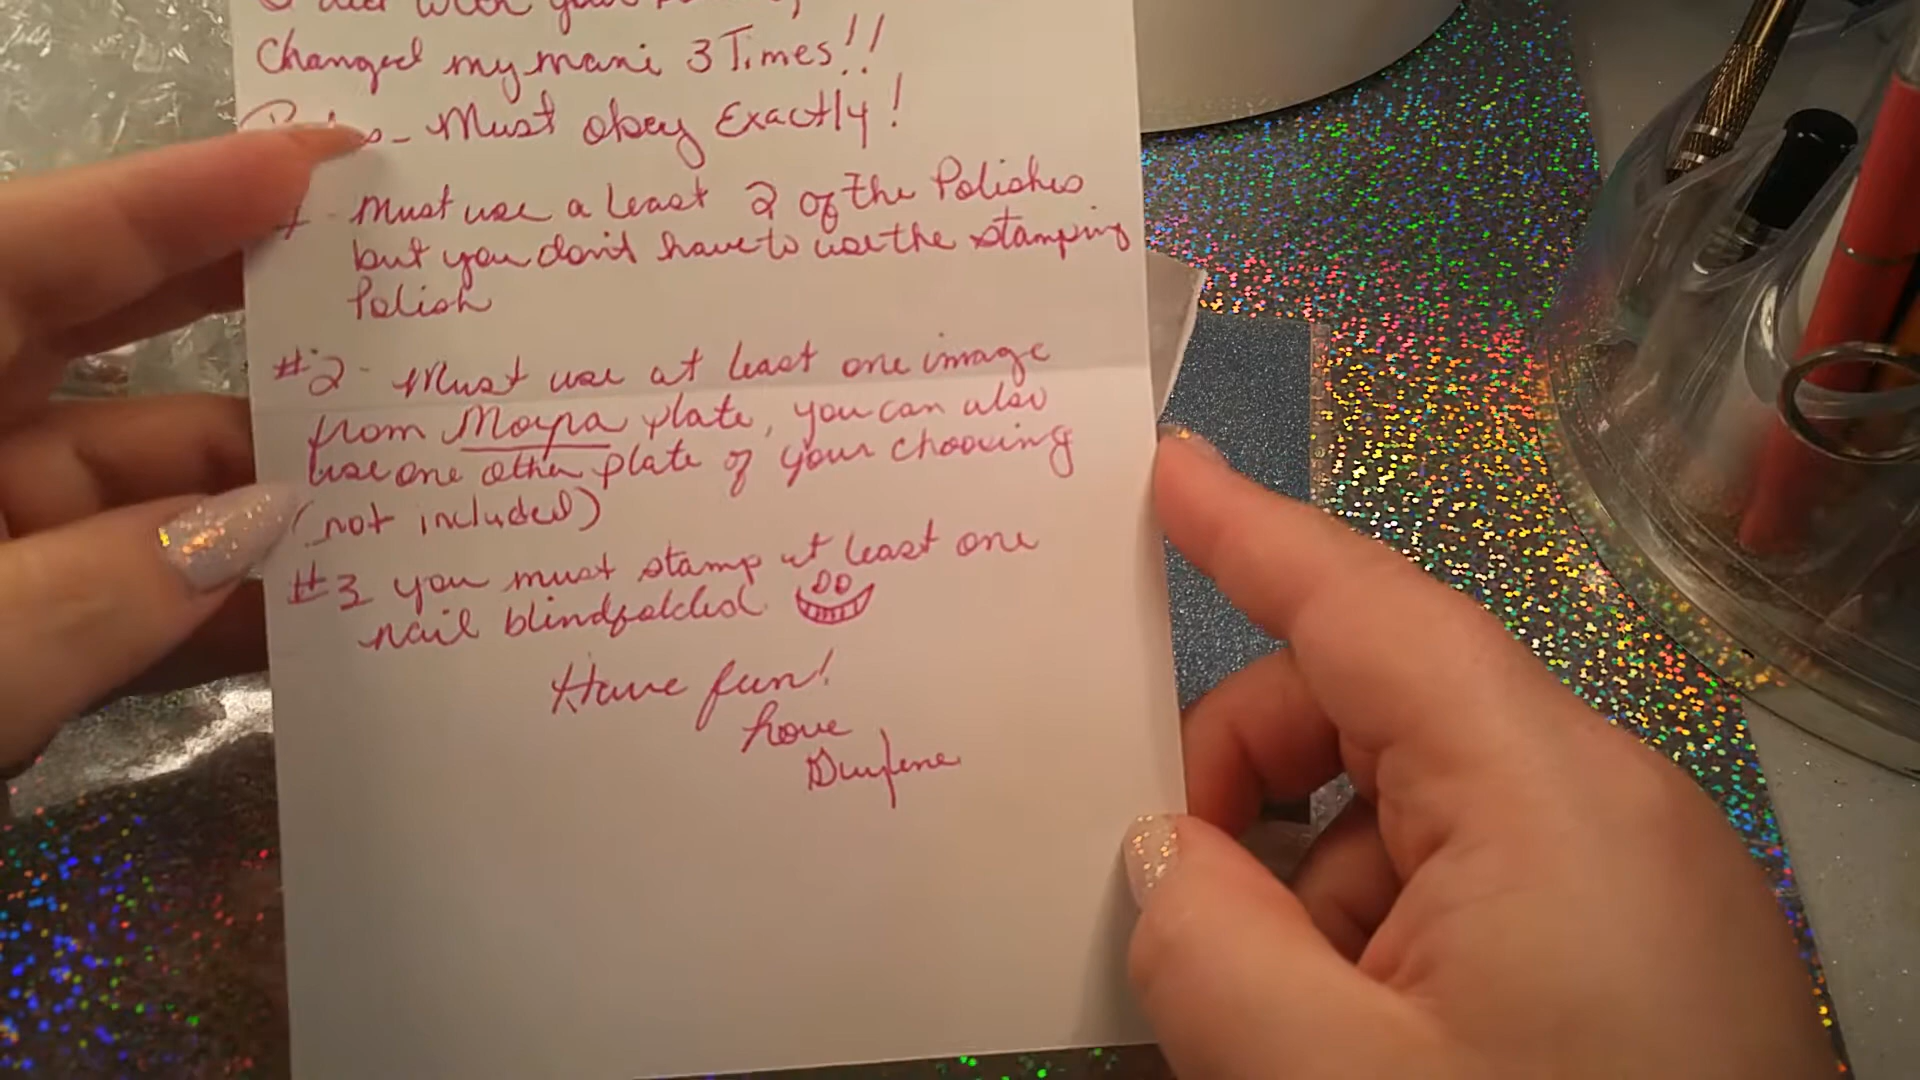 Changed my mani 3 Times!!
- Must obey Exactly!
Must use a least 2 of the Polishes
but you don't have to use the stamping
Polish
#2- Must use at least one image
from Moyra plate, you can also
use one other plate of your choosing
(not included)
#3 you must stamp at least one
nail blindfolded.
Have fun!
Love